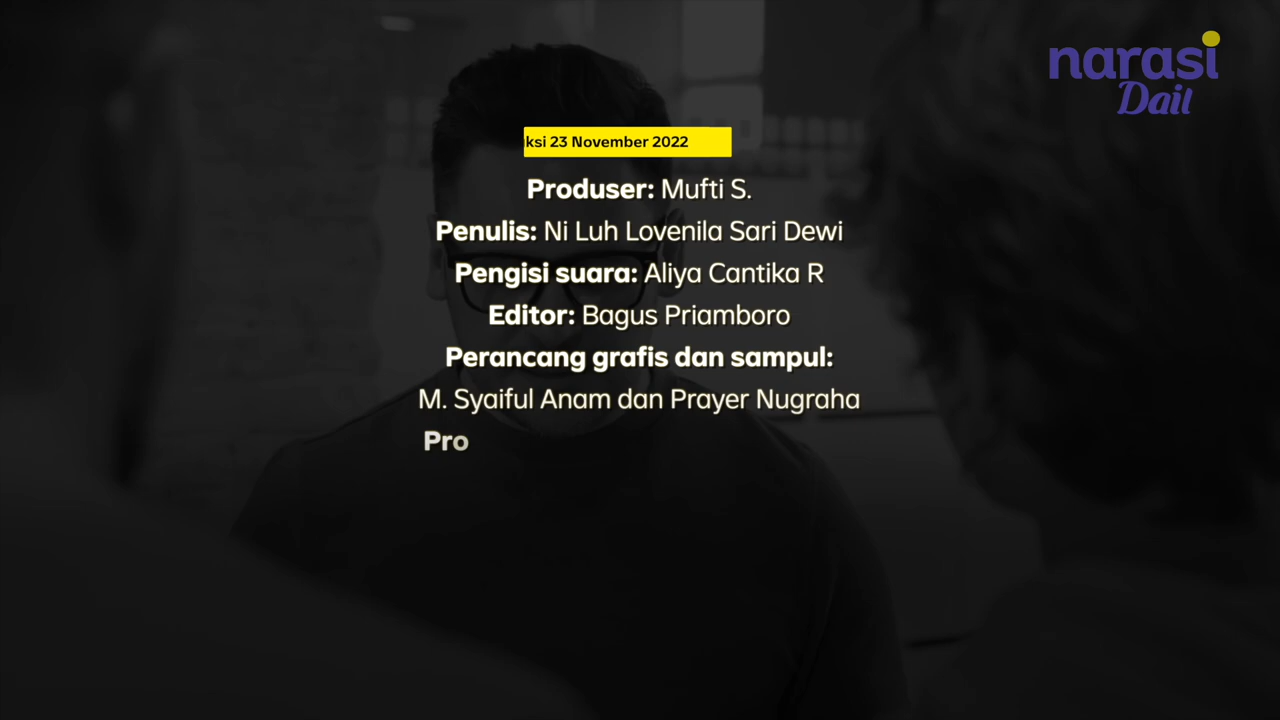 narasi
Dail
ksi 23 November 2022
Produser: Mufti S.
Penulis: Ni Luh Lovenila Sari Dewi
Pengisi suara: Aliya Cantika R
Editor: Bagus Priamboro
Perancang grafis dan sampul:
M. Syaiful Anam dan Prayer Nugraha
Pro